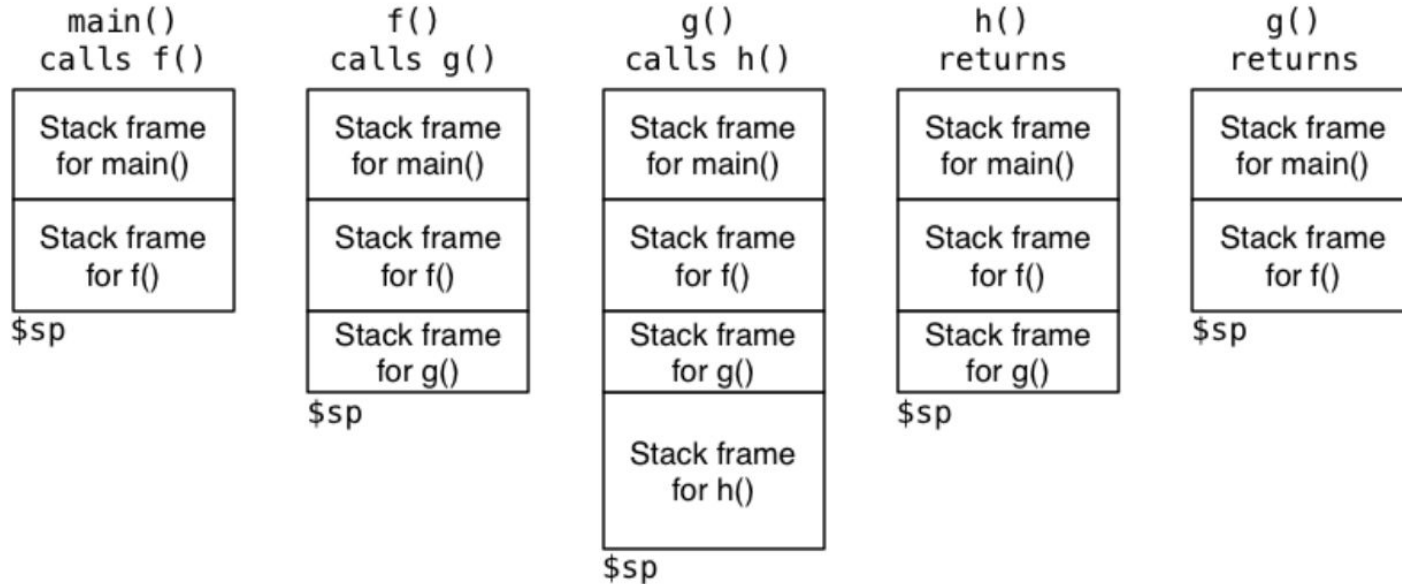 main()
calls f()
Stack frame
for main()
Stack frame
for f()
$sp
f()
calls g()
Stack frame
for main()
Stack frame
for f()
Stack frame
for g()
$sp
g()
calls h()
Stack frame
for main()
Stack frame
for f()
Stack frame
for g()
Stack frame
for h()
$sp
h()
returns
Stack frame
for main()
Stack frame
for f()
Stack frame
for g()
$sp
g()
returns
Stack frame
for main()
Stack frame
for f()
$sp